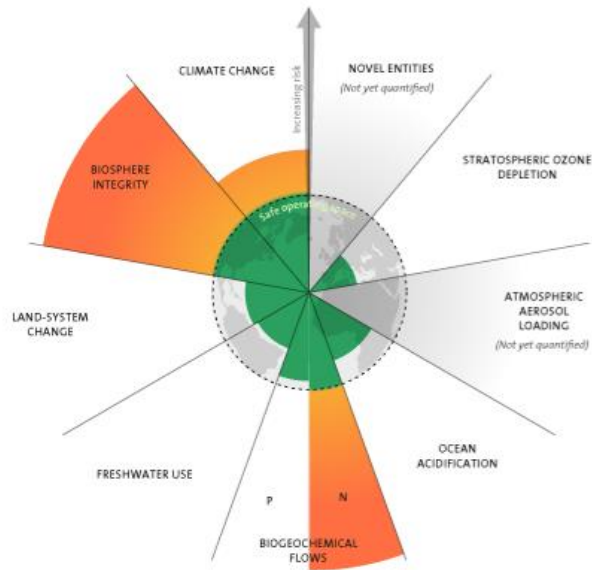 CLIMATE CHANGE
Increasing risk
NOVEL ENTITIES
(Not yet quantified)
BIOSPHERE
INTEGRITY
STRATOSPHERIC OZONE
DEPLETION
Safe operating space
LAND-SYSTEM
CHANGE
ATMOSPHERIC
AEROSOL
LOADING
(Not yet quantified)
FRESHWATER USE
OCEAN
ACIDIFICATION
P
N
BIOGEOCHEMICAL
FLOWS